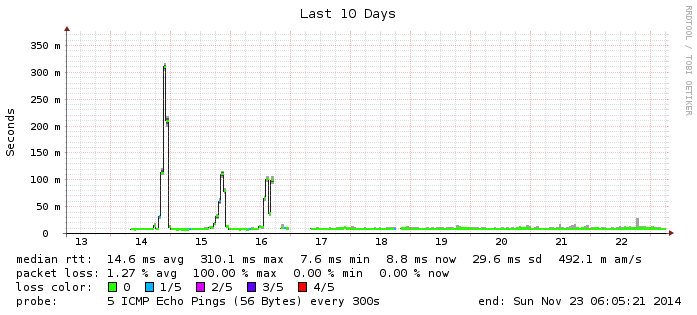 Last 10 Days
RRDTOOL / TOBI OETIKER
Seconds
350 m
300 m
250 m
200 m
150 m
100 m
50 m
0
13 14 15 16 17 18 19 20 21 22
median rtt: 14.6 ms avg 310.1 ms max 7.6 ms min 8.8 ms now 29.6 ms sd 492.1 m am/s
packet loss: 1.27 % avg 100.00 % max 0.00 % min 0.00 % now
loss color: 0 1/5 2/5 3/5 4/5
probe: 5 ICMP Echo Pings (56 Bytes) every 300s end: Sun Nov 23 06:05:21 2014